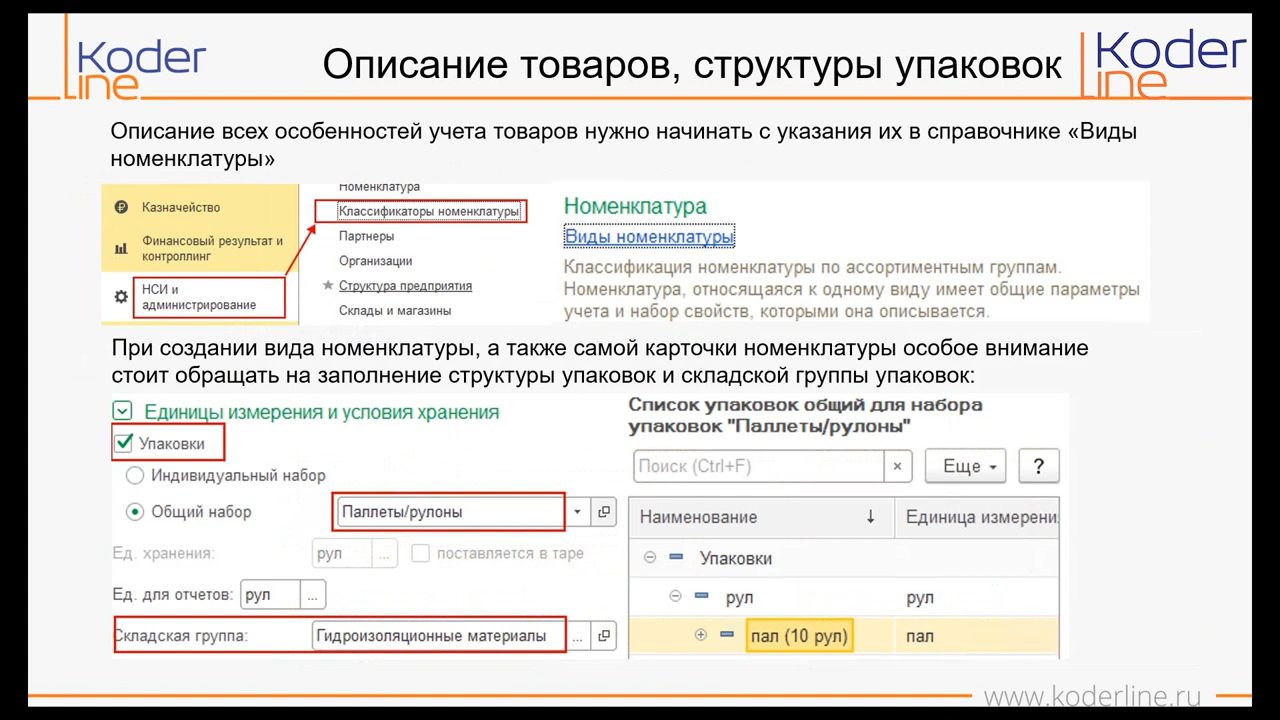 Koder
line
Описание товаров, структуры упаковок
Koder
line
Описание всех особенностей учета товаров нужно начинать с указания их в справочнике «Виды
номенклатуры»
Казначейство
Финансовый результат и
контроллинг
НСИ и
администрирование
Номенклатура
Классификаторы номенклатуры
Партнеры
Организации
Структура предприятия
Склады и магазины
Номенклатура
Виды номенклатуры
Классификация номенклатуры по ассортиментным группам.
Номенклатура, относящаяся к одному виду имеет общие параметры
учета и набор свойств, которыми она описывается.
При создании вида номенклатуры, а также самой карточки номенклатуры особое внимание
стоит обращать на заполнение структуры упаковок и складской группы упаковок:
Единицы измерения и условия хранения
Упаковки
Индивидуальный набор
Общий набор Паллеты/рулоны
Ед. хранения: рул ... поставляется в таре
Ед. для отчетов: рул ...
Складская группа: Гидроизоляционные материалы ...
Список упаковок общий для набора
упаковок "Паллеты/рулоны"
Поиск (Ctrl+F) × Еще ?
Наименование ↓ Единица измерени
Упаковки
рул рул
пал (10 рул) пал
www.koderline.ru